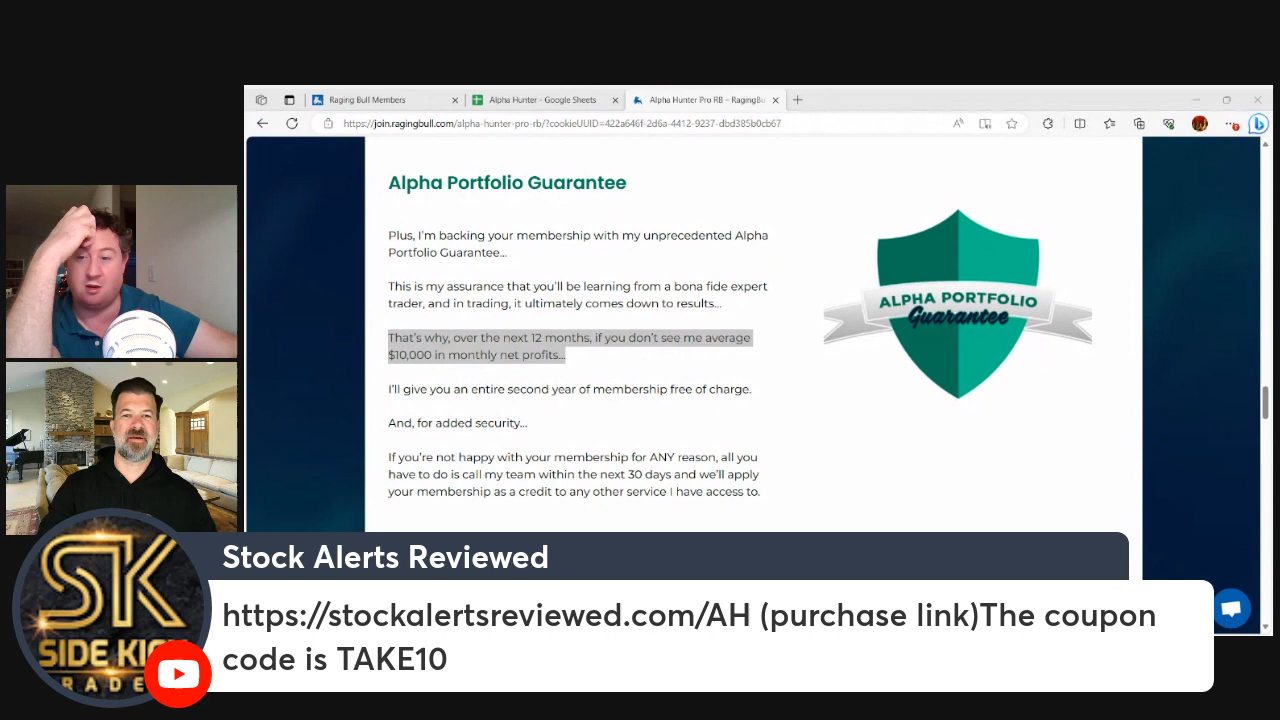 Raging Bull Members
Alpha Hunter - Google Sheets
Alpha Hunter Pro RB – RagingBu
https://join.ragingbull.com/alpha-hunter-pro-rb/?cookieUUID=422a646f-2d6a-4412-9237-dbd385b0cb67
Alpha Portfolio Guarantee
Plus, I'm backing your membership with my unprecedented Alpha
Portfolio Guarantee...
This is my assurance that you'll be learning from a bona fide expert
trader, and in trading, it ultimately comes down to results...
That's why, over the next 12 months, if you don't see me average
$10,000 in monthly net profits...
I'll give you an entire second year of membership free of charge.
And, for added security...
If you're not happy with your membership for ANY reason, all you
have to do is call my team within the next 30 days and we'll apply
your membership as a credit to any other service I have access to.
ALPHA PORTFOLIO
Guarantee
Stock Alerts Reviewed
https://stockalertsreviewed.com/AH (purchase link)The coupon
code is TAKE10
SK
SIDE KI
RADE